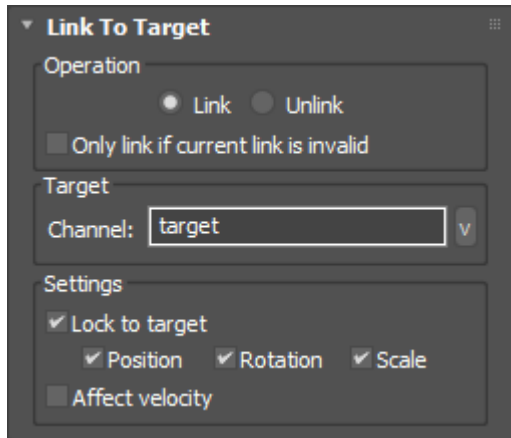 Link To Target
Operation
Link Unlink
Only link if current link is invalid
Target
Channel: target v
Settings
Lock to target
Position Rotation Scale
Affect velocity